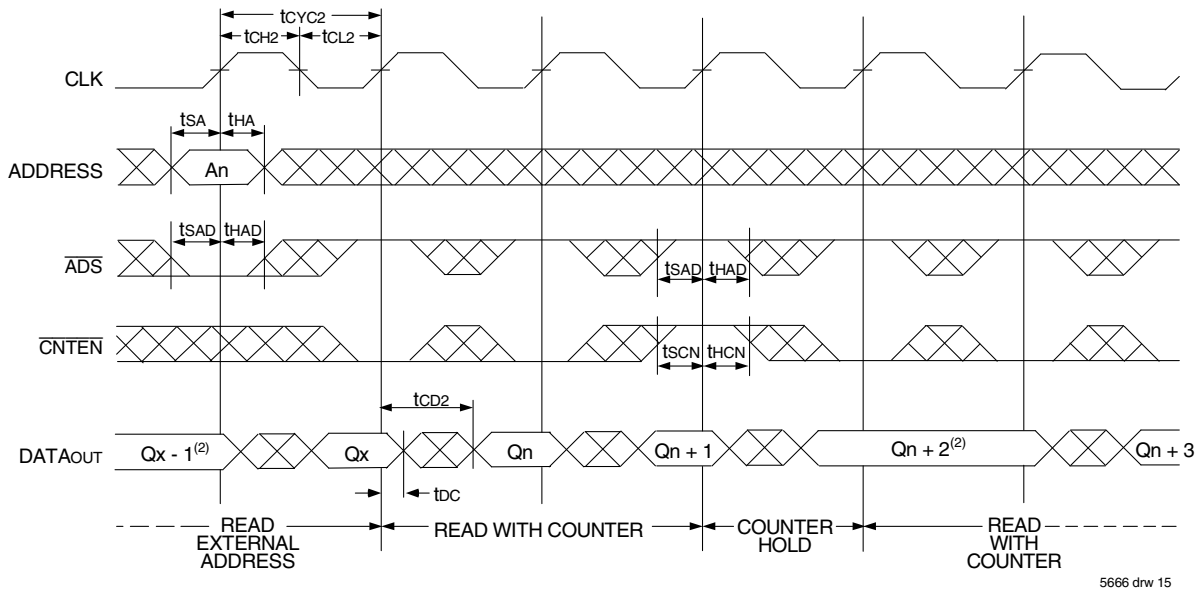 tCYC2
tCH2 tCL2
CLK
tSA tHA
ADDRESS An
tSAD tHAD
ADS tSAD tHAD
CNTEN
tSCN tHCN
tCD2
DATAOUT Qx - 1(2) Qx Qn Qn + 1 Qn + 2(2) Qn + 3
tDC
READ EXTERNAL ADDRESS
READ WITH COUNTER
COUNTER HOLD
READ WITH COUNTER
5666 drw 15